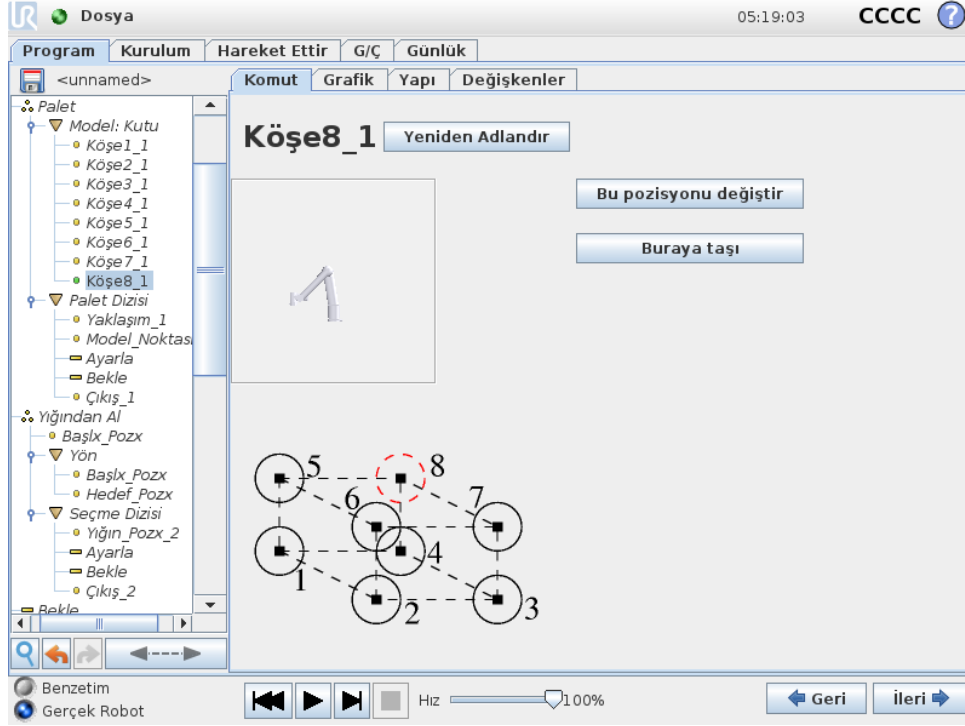 UR Dosya 05:19:03 CCCC ?
Program Kurulum Hareket Ettir G/Ç Günlük
<unnamed>
Komut Grafik Yapı Değişkenler
Palet
Model: Kutu
Köşe1_1
Köşe2_1
Köşe3_1
Köşe4_1
Köşe5_1
Köşe6_1
Köşe7_1
Köşe8_1
Palet Dizisi
Yaklaşım_1
Model_Noktas
Ayarla
Bekle
Çıkış_1
Yığından Al
Başlx_Pozx
Yön
Başlx_Pozx
Hedef_Pozx
Seçme Dizisi
Yığın_Pozx_2
Ayarla
Bekle
Çıkış_2
Bekle
Köşe8_1 Yeniden Adlandır
Bu pozisyonu değiştir
Buraya taşı
5 8
6 7
1 4
2 3
Benzetim
Gerçek Robot
Hız 100%
Geri İleri